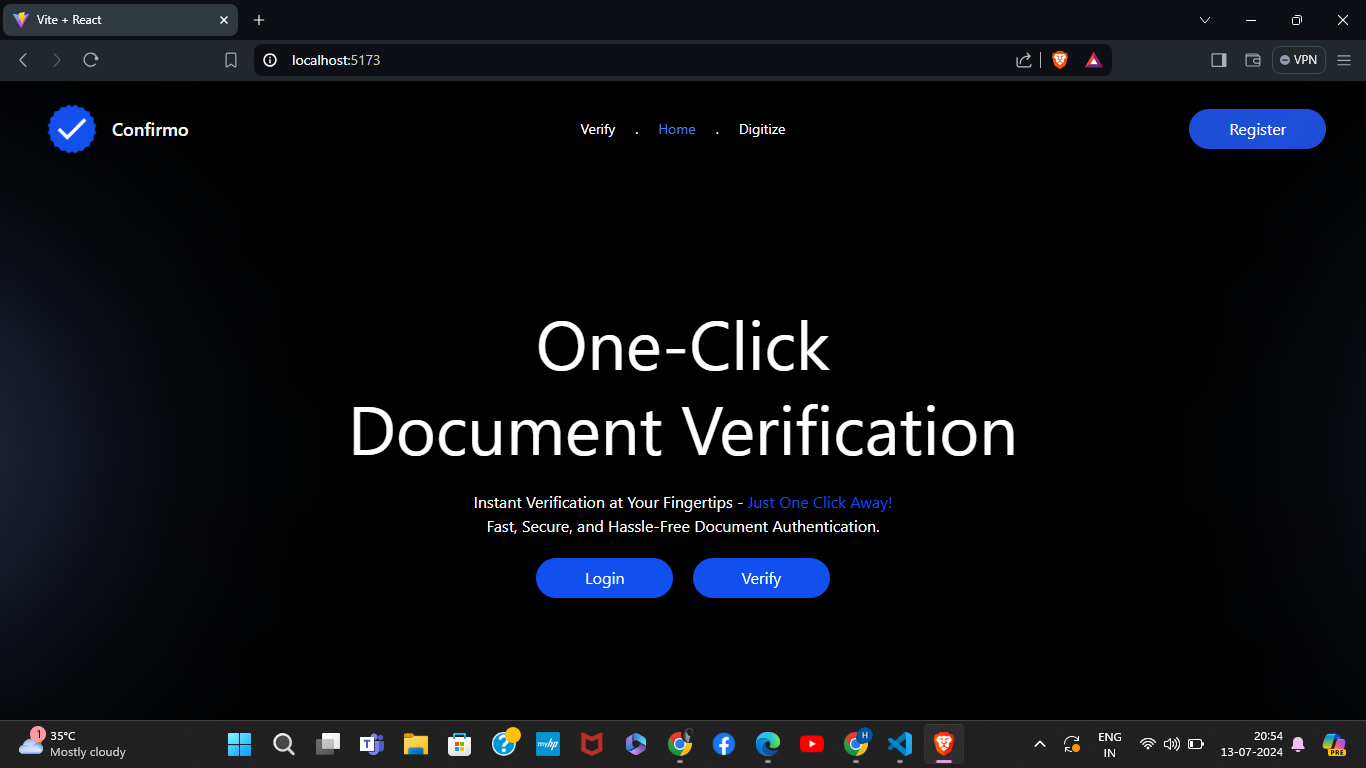 Vite + React
localhost:5173
VPN
Confirmo
Verify . Home . Digitize
Register
One-Click
Document Verification
Instant Verification at Your Fingertips - Just One Click Away!
Fast, Secure, and Hassle-Free Document Authentication.
Login
Verify
1
35°C
Mostly cloudy
myhp
H
ENG
IN
20:54
13-07-2024
PRE